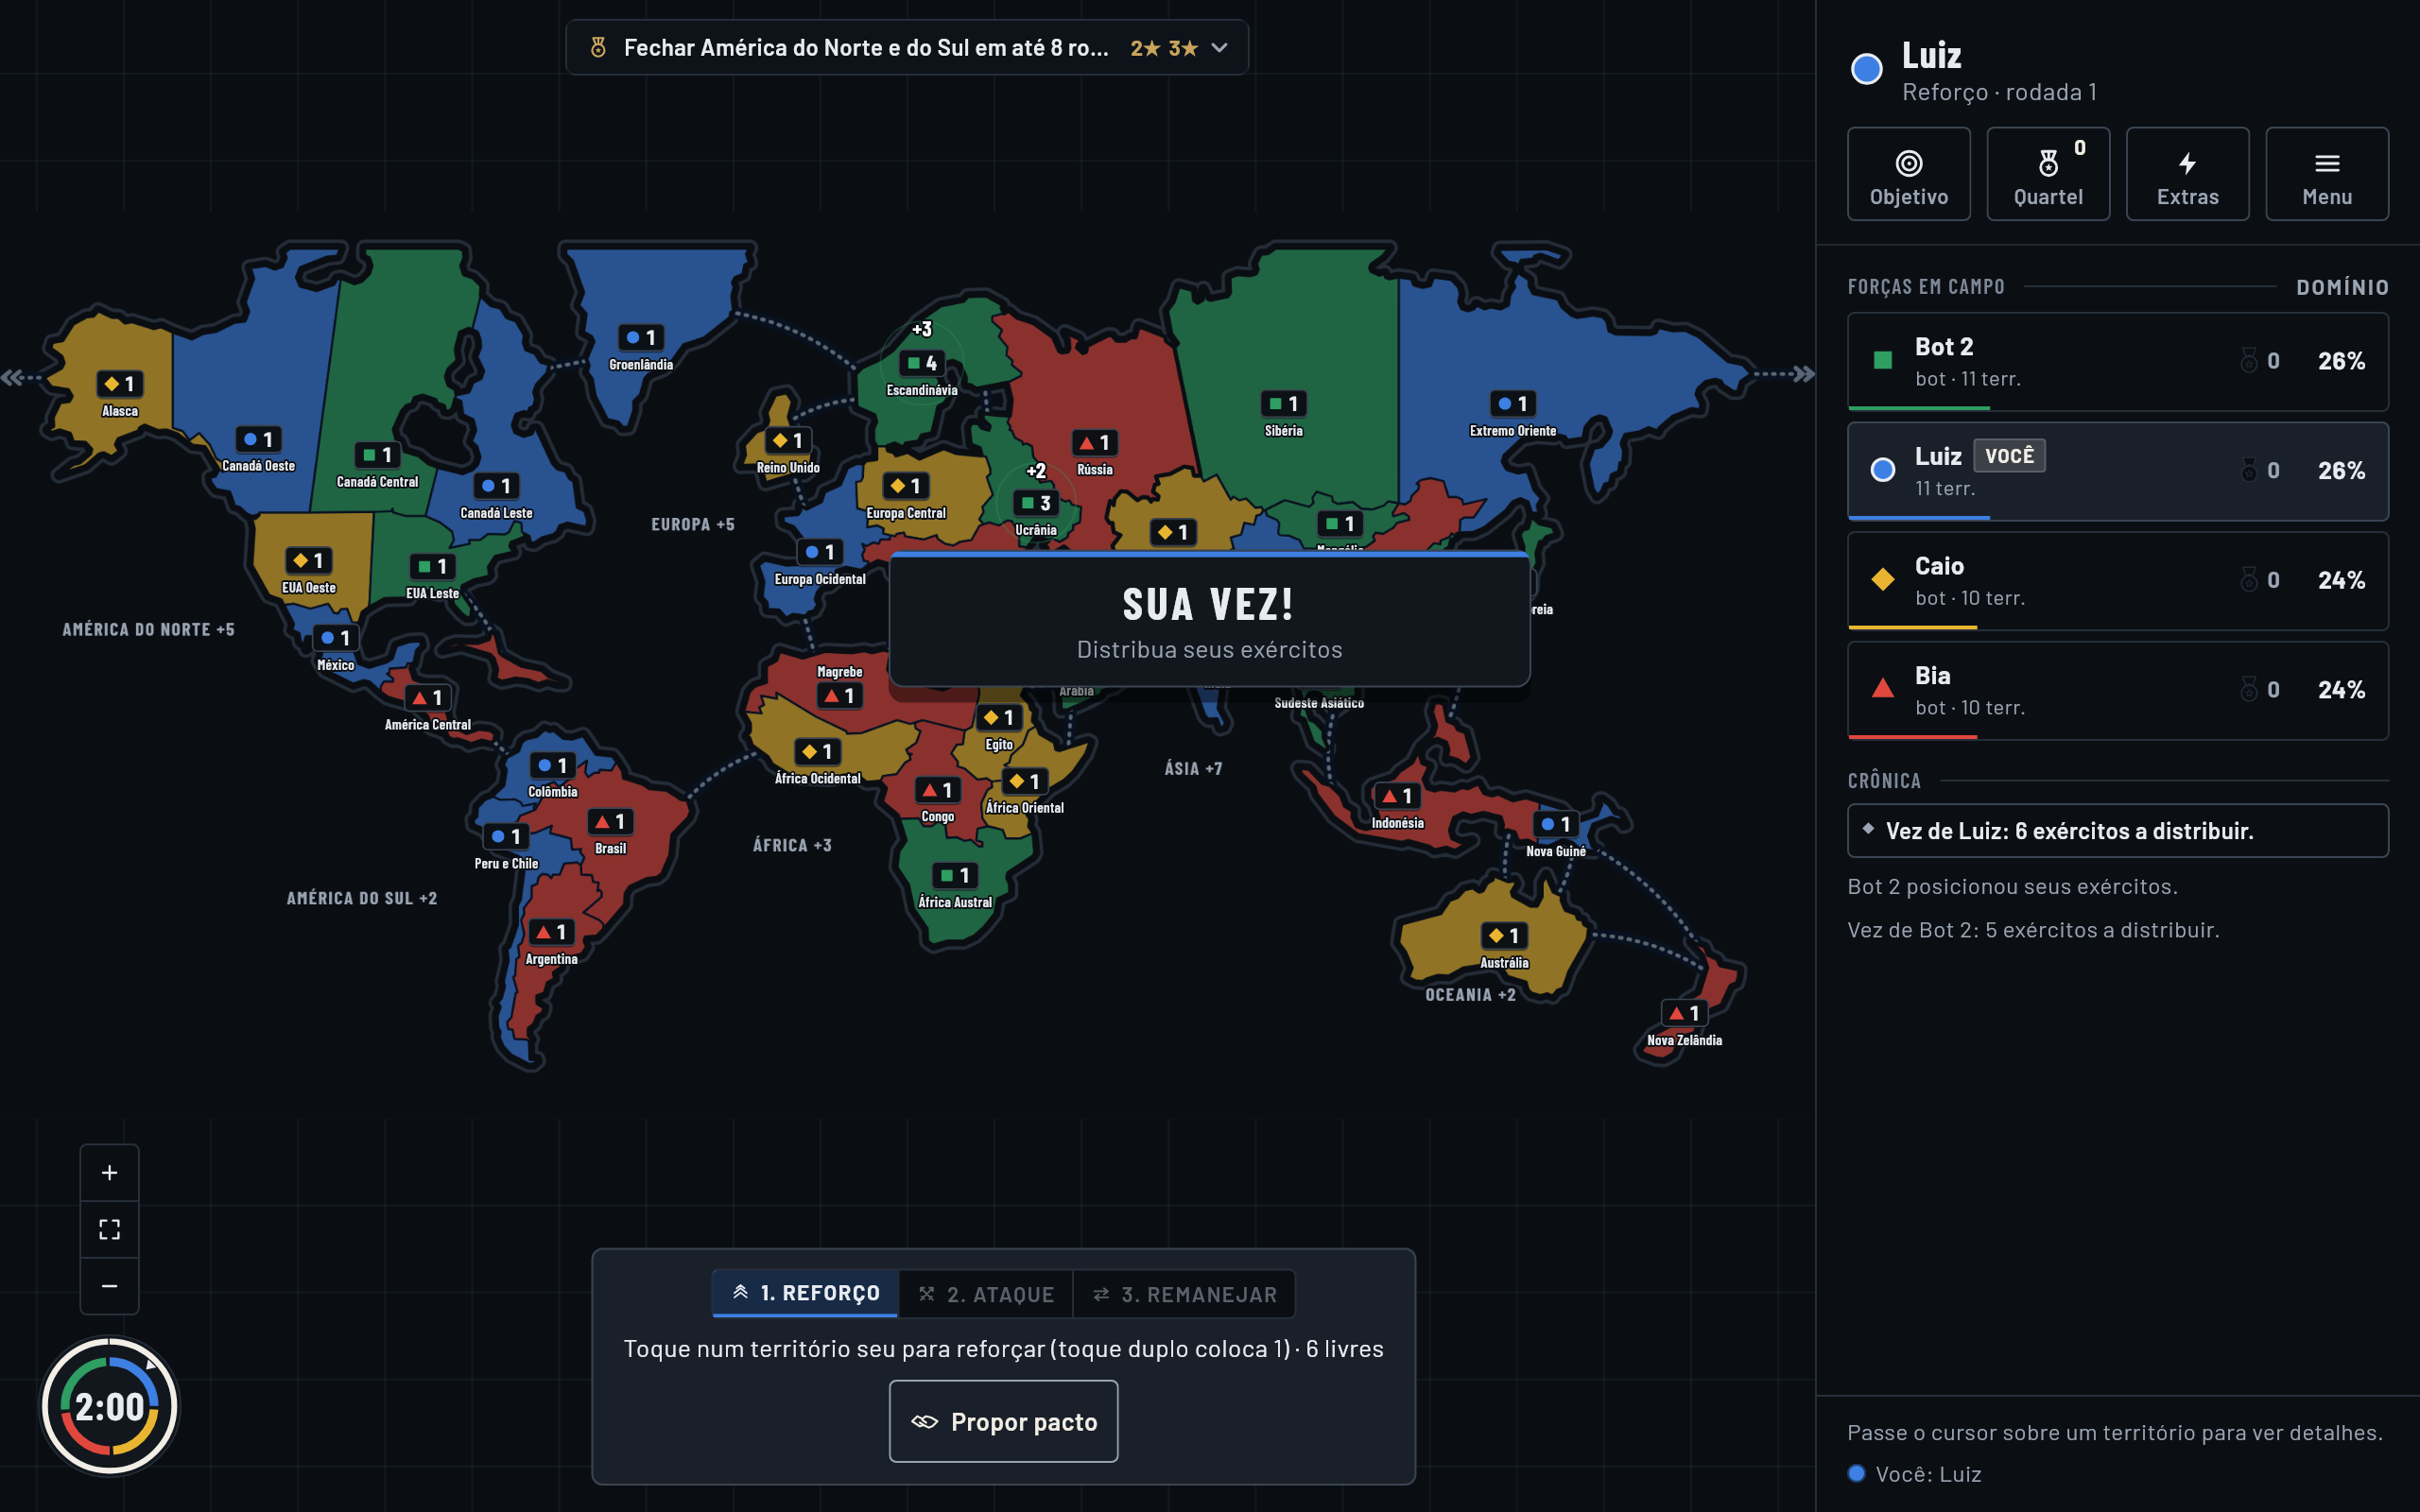 Fechar América do Norte e do Sul em até 8 ro... 2★ 3★
Luiz
Reforço · rodada 1
Objetivo
0
Quartel
Extras
Menu
FORÇAS EM CAMPO
DOMÍNIO
Bot 2
bot · 11 terr.
0
26%
Luiz VOCÊ
11 terr.
0
26%
Caio
bot · 10 terr.
0
24%
Bia
bot · 10 terr.
0
24%
CRÔNICA
Vez de Luiz: 6 exércitos a distribuir.
Bot 2 posicionou seus exércitos.
Vez de Bot 2: 5 exércitos a distribuir.
Passe o cursor sobre um território para ver detalhes.
Você: Luiz
1
Alasca
1
Canadá Oeste
1
Canadá Central
1
Canadá Leste
1
Groenlândia
1
EUA Oeste
1
EUA Leste
1
México
1
América Central
AMÉRICA DO NORTE +5
1
Colômbia
1
Peru e Chile
1
Brasil
1
Argentina
AMÉRICA DO SUL +2
+3
4
Escandinávia
1
Reino Unido
1
Europa Central
+2
3
Ucrânia
1
Europa Ocidental
EUROPA +5
1
Rússia
1
Sibéria
1
Extremo Oriente
1
1
reia
Arábia
Sudeste Asiático
ÁSIA +7
Magrebe
1
1
África Ocidental
1
Egito
1
África Oriental
1
Congo
1
África Austral
ÁFRICA +3
1
Indonésia
1
Nova Guiné
1
Austrália
1
Nova Zelândia
OCEANIA +2
SUA VEZ!
Distribua seus exércitos
+
−
2:00
1. REFORÇO
2. ATAQUE
3. REMANEJAR
Toque num território seu para reforçar (toque duplo coloca 1) · 6 livres
Propor pacto